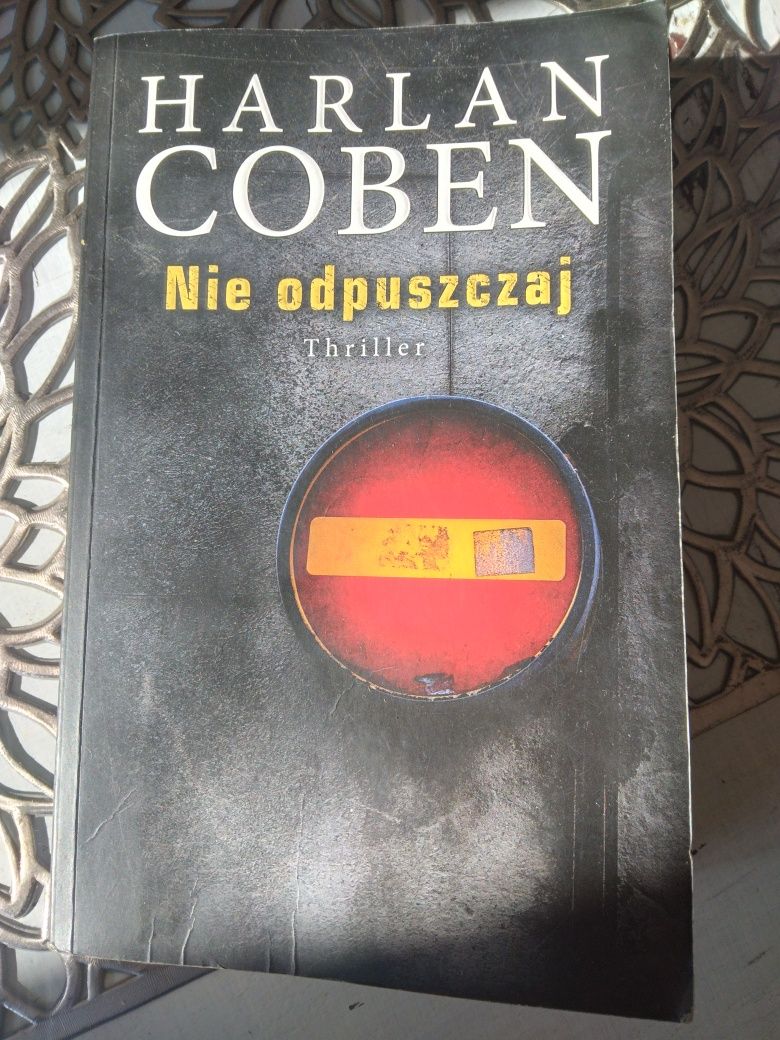 HARLAN
COBEN
Nie odpuszczaj
Thriller